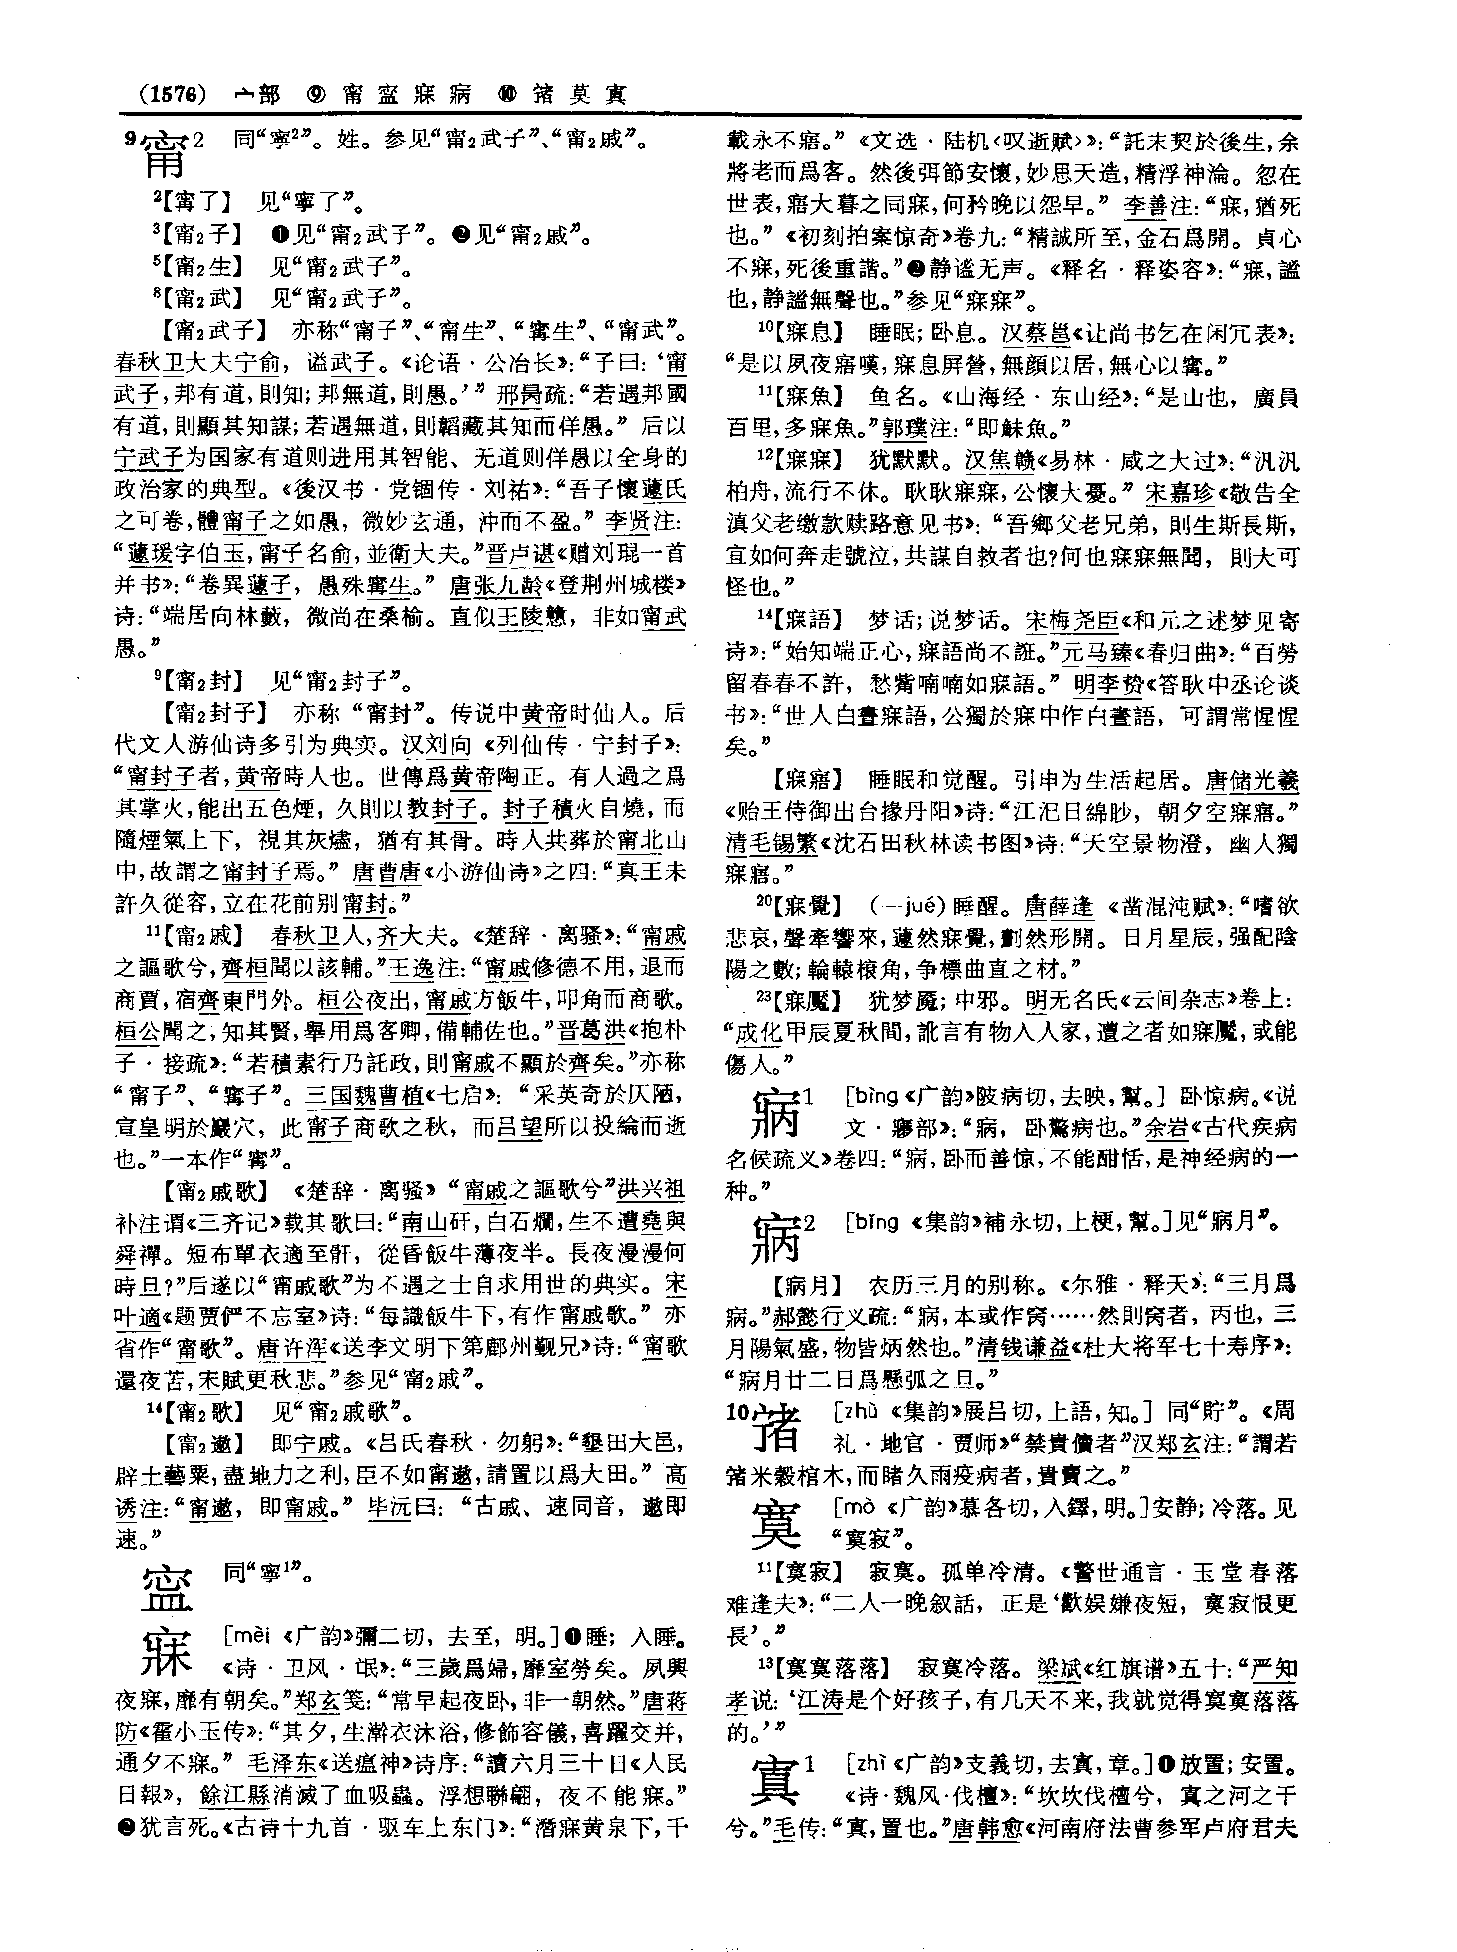 (1576) 宀部 ⑨ 甯寍寐寎 ⑩ 㝉寞寘
9甯2 同“寧2”。姓。参见“甯2武子”、“甯2戚”。
2【寗了】 见“寧了”。
3【甯2子】 ❶见“甯2武子”。❷见“甯2戚”。
5【甯2生】 见“甯2武子”。
8【甯2武】 见“甯2武子”。
【甯2武子】 亦称“甯子”、“甯生”、“寗生”、“甯武”。
春秋卫大夫宁俞，谥武子。《论语·公冶长》：“子曰：‘甯
武子，邦有道，則知；邦無道，則愚。’”邢昺疏：“若遇邦國
有道，則顯其知謀；若遇無道，則韜藏其知而佯愚。”后以
宁武子为国家有道则进用其智能、无道则佯愚以全身的
政治家的典型。《後汉书·党锢传·刘祐》：“吾子懷蘧氏
之可卷，體甯子之如愚，微妙玄通，沖而不盈。”李贤注：
“蘧瑗字伯玉，甯子名俞，並衛大夫。”晋卢谌《赠刘琨一首
并书》：“卷異蘧子，愚殊寗生。”唐张九龄《登荆州城楼》
诗：“端居向林藪，微尚在桑榆。直似王陵戇，非如甯武
愚。”
9【甯2封】 见“甯2封子”。
【甯2封子】 亦称“甯封”。传说中黄帝时仙人。后
代文人游仙诗多引为典实。汉刘向《列仙传·宁封子》：
“甯封子者，黄帝時人也。世傳爲黄帝陶正。有人過之爲
其掌火，能出五色煙，久則以教封子。封子積火自燒，而
隨煙氣上下，視其灰燼，猶有其骨。時人共葬於甯北山
中，故謂之甯封子焉。”唐曹唐《小游仙诗》之四：“真王未
許久從容，立在花前别甯封。”
11【甯2戚】 春秋卫人，齐大夫。《楚辞·离骚》：“甯戚
之謳歌兮，齊桓聞以該輔。”王逸注：“甯戚修德不用，退而
商賈，宿齊東門外。桓公夜出，甯戚方飯牛，叩角而商歌。
桓公聞之，知其賢，舉用爲客卿，備輔佐也。”晋葛洪《抱朴
子·接疏》：“若積素行乃託政，則甯戚不顯於齊矣。”亦称
“甯子”、“寗子”。三国魏曹植《七启》：“采英奇於仄陋，
宣皇明於巖穴，此甯子商歌之秋，而吕望所以投綸而逝
也。”一本作“寗”。
【甯2戚歌】 《楚辞·离骚》“甯戚之謳歌兮”洪兴祖
补注谓《三齐记》载其歌曰：“南山矸，白石爛，生不遭堯與
舜禪。短布單衣適至骭，從昏飯牛薄夜半。長夜漫漫何
時旦？”后遂以“甯戚歌”为不遇之士自求用世的典实。宋
叶適《题贾俨不忘室》诗：“每識飯牛下，有作甯戚歌。”亦
省作“甯歌”。唐许浑《送李文明下第鄜州觐兄》诗：“甯歌
還夜苦，宋賦更秋悲。”参见“甯2戚”。
14【甯2歌】 见“甯2戚歌”。
【甯2遬】 即宁戚。《吕氏春秋·勿躬》：“墾田大邑，
辟土藝粟，盡地力之利，臣不如甯遬，請置以爲大田。”高
诱注：“甯遬，即甯戚。”毕沅曰：“古戚、速同音，遬即
速。”
寍 同“寧1”。
寐 [mèi《广韵》彌二切，去至，明。]❶睡；入睡。
《诗·卫风·氓》：“三歲爲婦，靡室勞矣。夙興
夜寐，靡有朝矣。”郑玄笺：“常早起夜卧，非一朝然。”唐蒋
防《霍小玉传》：“其夕，生澣衣沐浴，修飾容儀，喜躍交并，
通夕不寐。”毛泽东《送瘟神》诗序：“讀六月三十日《人民
日報》，餘江縣消滅了血吸蟲。浮想聯翩，夜不能寐。”
❷犹言死。《古诗十九首·驱车上东门》：“潛寐黄泉下，千
載永不寤。”《文选·陆机〈叹逝赋〉》：“託末契於後生，余
將老而爲客。然後弭節安懷，妙思天造，精浮神淪。忽在
世表，寤大暮之同寐，何矜晚以怨早。”李善注：“寐，猶死
也。”《初刻拍案惊奇》卷九：“精誠所至，金石爲開。貞心
不寐，死後重諧。”❷静谧无声。《释名·释姿容》：“寐，謐
也，静謐無聲也。”参见“寐寐”。
10【寐息】 睡眠；卧息。汉蔡邕《让尚书乞在闲冗表》：
“是以夙夜寤嘆，寐息屏營，無顔以居，無心以寗。”
11【寐魚】 鱼名。《山海经·东山经》：“是山也，廣員
百里，多寐魚。”郭璞注：“即鮇魚。”
12【寐寐】 犹默默。汉焦赣《易林·咸之大过》：“汎汎
柏舟，流行不休。耿耿寐寐，公懷大憂。”宋嘉珍《敬告全
滇父老缴款赎路意见书》：“吾鄉父老兄弟，則生斯長斯，
宜如何奔走號泣，共謀自救者也？何也寐寐無聞，則大可
怪也。”
14【寐語】 梦话；说梦话。宋梅尧臣《和元之述梦见寄
诗》：“始知端正心，寐語尚不誑。”元马臻《春归曲》：“百勞
留春春不許，愁觜喃喃如寐語。”明李贽《答耿中丞论谈
书》：“世人白晝寐語，公獨於寐中作白晝語，可謂常惺惺
矣。”
【寐寤】 睡眠和觉醒。引申为生活起居。唐储光羲
《贻王侍御出台掾丹阳》诗：“江汜日綿眇，朝夕空寐寤。”
清毛锡繁《沈石田秋林读书图》诗：“天空景物澄，幽人獨
寐寤。”
20【寐覺】 （—jué）睡醒。唐薛逢《凿混沌赋》：“嗜欲
悲哀，聲牽響來，蘧然寐覺，劃然形開。日月星辰，强配陰
陽之數；輪轅榱角，争標曲直之材。”
23【寐魘】 犹梦魇；中邪。明无名氏《云间杂志》卷上：
“成化甲辰夏秋間，訛言有物入人家，遭之者如寐魘，或能
傷人。”
寎1 [bìng《广韵》陂病切，去映，幫。]卧惊病。《说
文·㝱部》：“寎，卧驚病也。”余岩《古代疾病
名候疏义》卷四：“寎，卧而善惊，不能酣恬，是神经病的一
种。”
寎2 [bǐng《集韵》補永切，上梗，幫。]见“寎月”。
【寎月】 农历三月的别称。《尔雅·释天》：“三月爲
寎。”郝懿行义疏：“寎，本或作窉……然則窉者，丙也，三
月陽氣盛，物皆炳然也。”清钱谦益《杜大将军七十寿序》：
“寎月廿二日爲懸弧之旦。”
10 [zhù《集韵》展吕切，上語，知。]同“貯”。《周
礼·地官·贾师》“禁貴儥者”汉郑玄注：“謂若
米穀棺木，而睹久雨疫病者，貴賣之。”
寞 [mò《广韵》慕各切，入鐸，明。]安静；冷落。见
“寞寂”。
11【寞寂】 寂寞。孤单冷清。《警世通言·玉堂春落
难逢夫》：“二人一晚叙話，正是‘歡娱嫌夜短，寞寂恨更
長’。”
13【寞寞落落】 寂寞冷落。梁斌《红旗谱》五十：“严知
孝说：‘江涛是个好孩子，有几天不来，我就觉得寞寞落落
的。’”
寘1 [zhì《广韵》支義切，去寘，章。]❶放置；安置。
《诗·魏风·伐檀》：“坎坎伐檀兮，寘之河之干
兮。”毛传：“寘，置也。”唐韩愈《河南府法曹参军卢府君夫